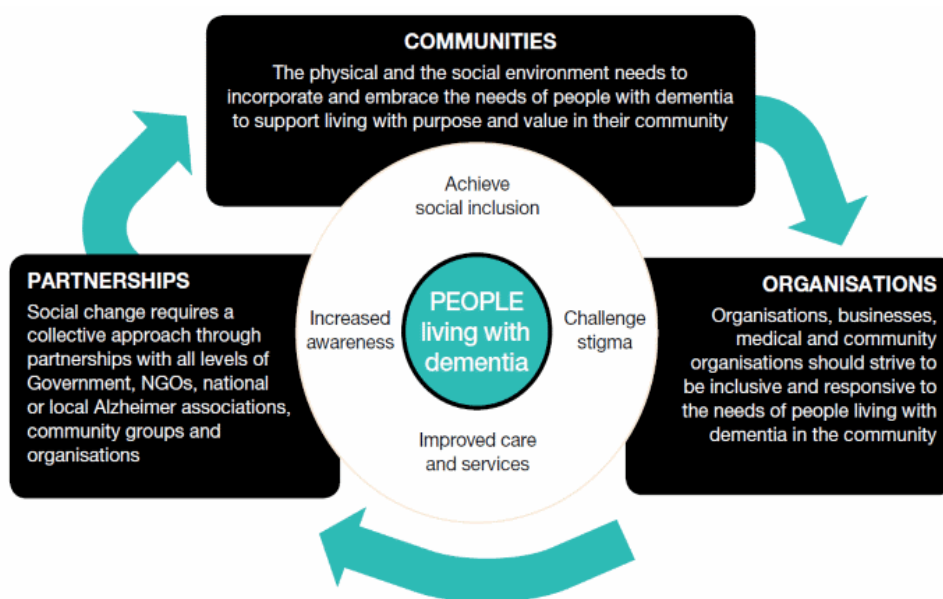 COMMUNITIES
The physical and the social environment needs to
incorporate and embrace the needs of people with dementia
to support living with purpose and value in their community
Achieve
social inclusion
PARTNERSHIPS
Social change requires a
collective approach through
partnerships with all levels of
Government, NGOs, national
or local Alzheimer associations,
community groups and
organisations
Increased
awareness
PEOPLE
living with
dementia
Challenge
stigma
Improved care
and services
ORGANISATIONS
Organisations, businesses,
medical and community
organisations should strive to
be inclusive and responsive to
the needs of people living with
dementia in the community